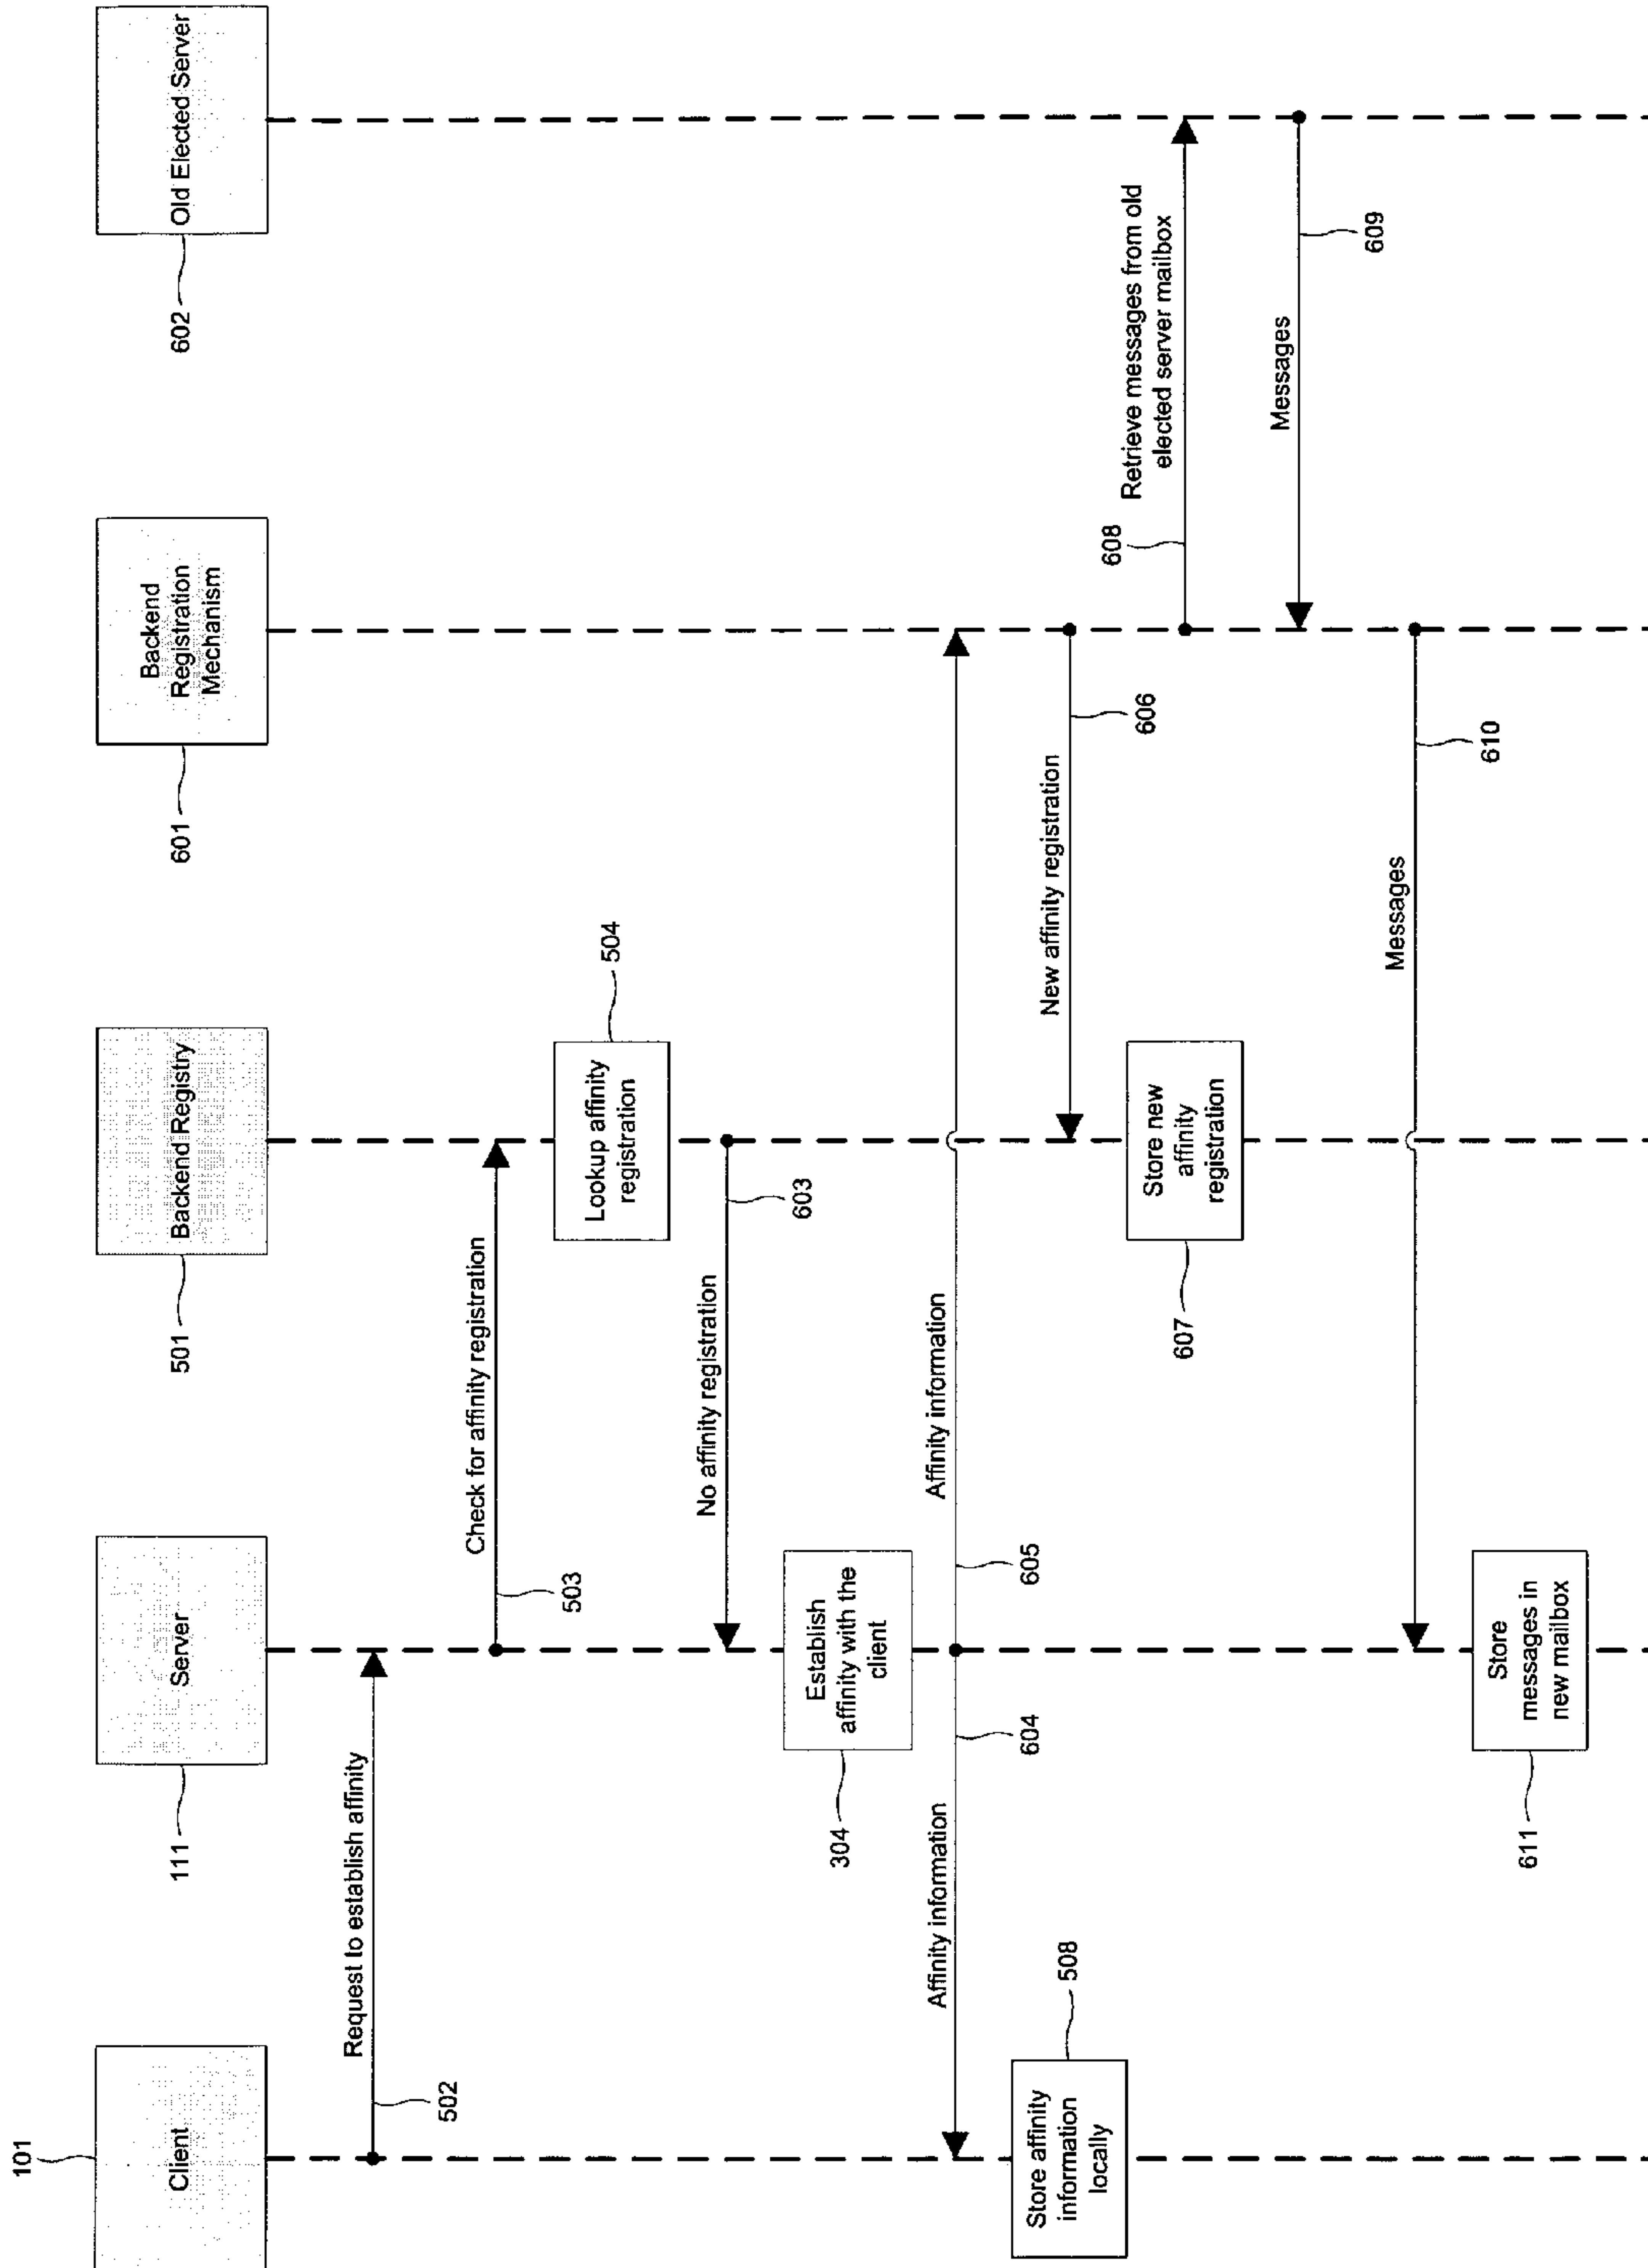 101
Client
111
Server
501
Backend Registry
601
Backend
Registration
Mechanism
602
Old Elected Server
Request to establish affinity
502
Check for affinity registration
503
Lookup affinity
registration
504
No affinity registration
603
Establish
affinity with the
client
304
Affinity information
604
Affinity information
605
Store affinity
information
locally
508
New affinity registration
606
Store new
affinity
registration
607
Retrieve messages from old
elected server mailbox
608
Messages
609
Messages
610
Store
messages in
new mailbox
611